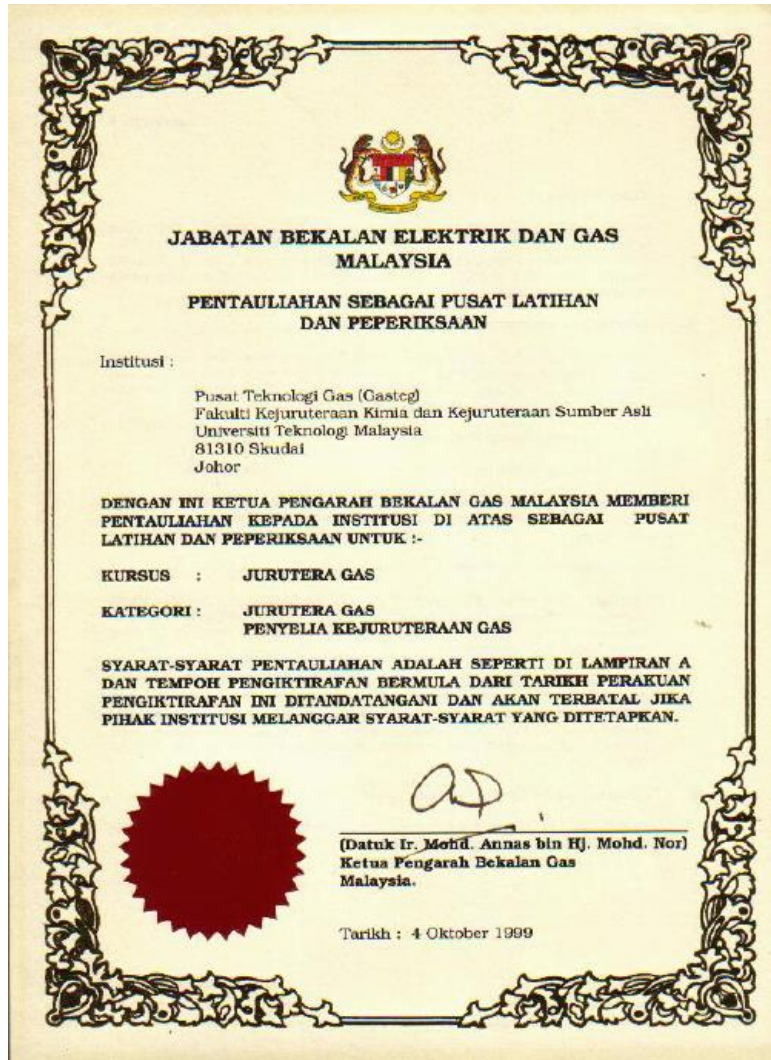 JABATAN BEKALAN ELEKTRIK DAN GAS
MALAYSIA
PENTAULIAHAN SEBAGAI PUSAT LATIHAN
DAN PEPERIKSAAN
Institusi :
Pusat Teknologi Gas (Gasteg)
Fakulti Kejuruteraan Kimia dan Kejuruteraan Sumber Asli
Universiti Teknologi Malaysia
81310 Skudai
Johor
DENGAN INI KETUA PENGARAH BEKALAN GAS MALAYSIA MEMBERI
PENTAULIAHAN KEPADA INSTITUSI DI ATAS SEBAGAI PUSAT
LATIHAN DAN PEPERIKSAAN UNTUK :-
KURSUS : JURUTERA GAS
KATEGORI : JURUTERA GAS
PENYELIA KEJURUTERAAN GAS
SYARAT-SYARAT PENTAULIAHAN ADALAH SEPERTI DI LAMPIRAN A
DAN TEMPOH PENGIKTIRAFAN BERMULA DARI TARIKH PERAKUAN
PENGIKTIRAFAN INI DITANDATANGANI DAN AKAN TERBATAL JIKA
PIHAK INSTITUSI MELANGGAR SYARAT-SYARAT YANG DITETAPKAN.
(Datuk Ir. Mohd. Annas bin Hj. Mohd. Nor)
Ketua Pengarah Bekalan Gas
Malaysia.
Tarikh : 4 Oktober 1999